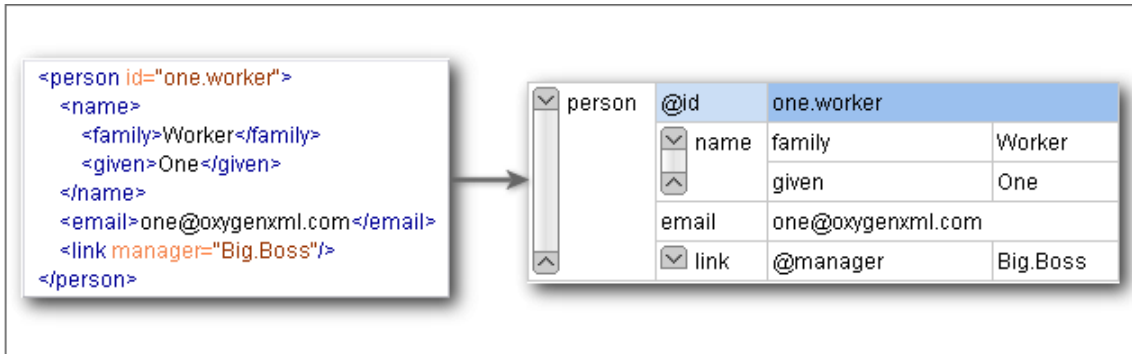 <person id="one.worker">
<name>
<family>Worker</family>
<given>One</given>
</name>
<email>one@oxygenxml.com</email>
<link manager="Big.Boss"/>
</person>
person @id one.worker
name family Worker
given One
email one@oxygenxml.com
link @manager Big.Boss